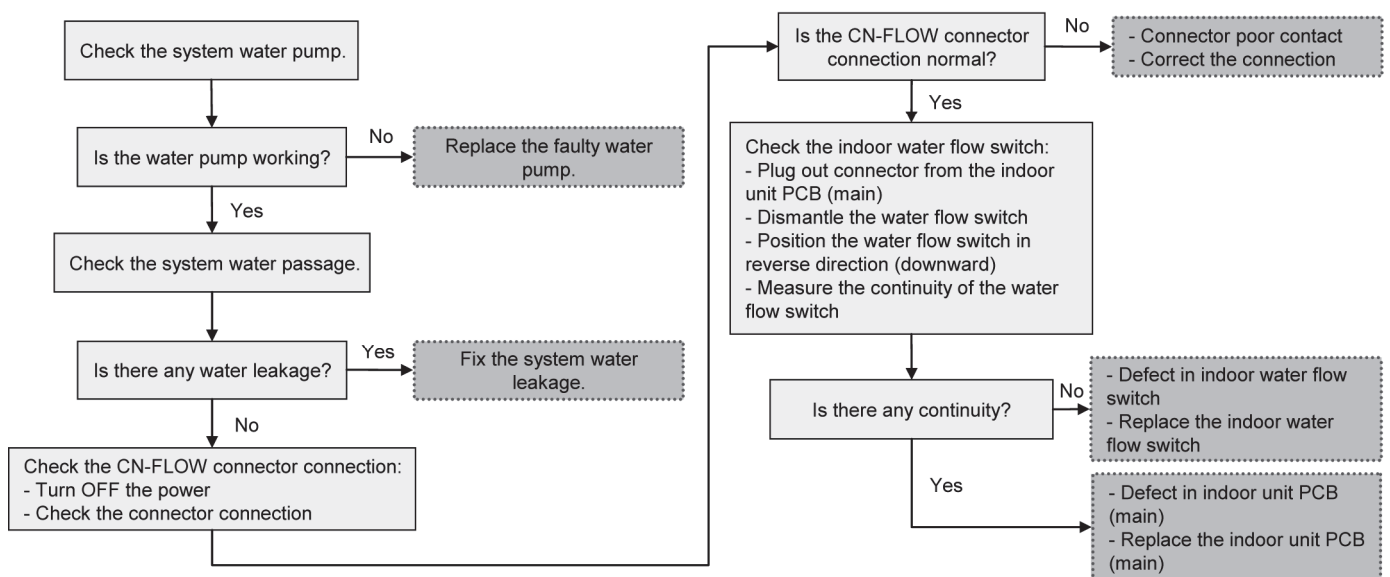 Check the system water pump.
Is the water pump working?
No
Replace the faulty water
pump.
Yes
Check the system water passage.
Is there any water leakage?
Yes
Fix the system water
leakage.
No
Check the CN-FLOW connector connection:
- Turn OFF the power
- Check the connector connection
Is the CN-FLOW connector
connection normal?
No
- Connector poor contact
- Correct the connection
Yes
Check the indoor water flow switch:
- Plug out connector from the indoor
unit PCB (main)
- Dismantle the water flow switch
- Position the water flow switch in
reverse direction (downward)
- Measure the continuity of the water
flow switch
Is there any continuity?
No
- Defect in indoor water flow
switch
- Replace the indoor water
flow switch
Yes
- Defect in indoor unit PCB
(main)
- Replace the indoor unit PCB
(main)